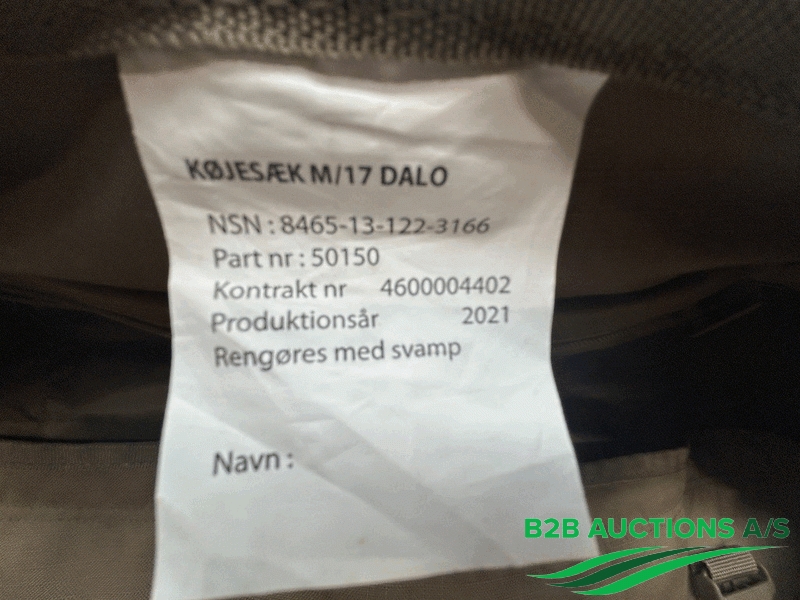 KØJESÆK M/17 DALO
NSN : 8465-13-122-3166
Part nr : 50150
Kontrakt nr 4600004402
Produktionsår 2021
Rengøres med svamp
Navn :
B2B AUCTIONS A/S